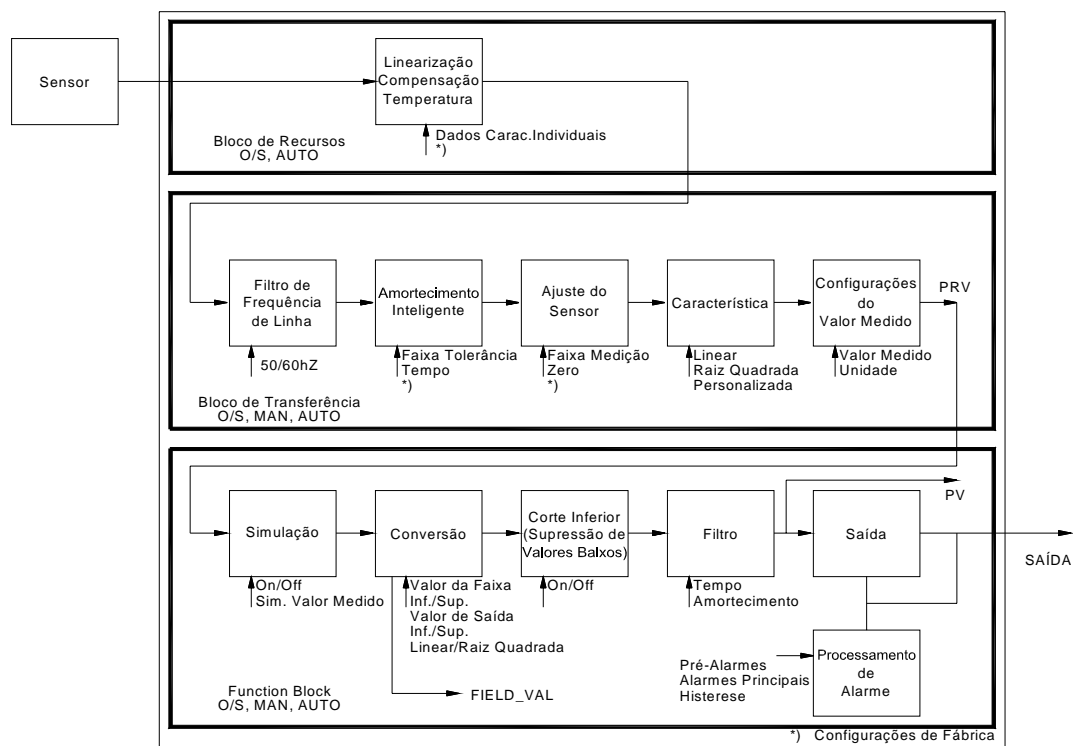 Sensor
Linearização
Compensação
Temperatura
Dados Carac.Individuais
*)
Bloco de Recursos
O/S, AUTO
Filtro de
Frequência
de Linha
Amortecimento
Inteligente
Ajuste do
Sensor
Característica
Configurações
do
Valor Medido
PRV
50/60hZ
Faixa Tolerância
Tempo
*)
Faixa Medição
Zero
*)
Linear
Raiz Quadrada
Personalizada
Valor Medido
Unidade
Bloco de Transferência
O/S, MAN, AUTO
Simulação
Conversão
Corte Inferior
(Supressão de
Valores Balxos)
Filtro
Saída
PV
SAÍDA
On/Off
Sim. Valor Medido
Valor da Faixa
Inf./Sup.
Valor de Saída
Inf./Sup.
Linear/Raiz Quadrada
On/Off
Tempo
Amortecimento
Pré-Alarmes
Alarmes Principais
Histerese
Processamento
de
Alarme
FIELD_VAL
Function Block
O/S, MAN, AUTO
*) Configurações de Fábrica